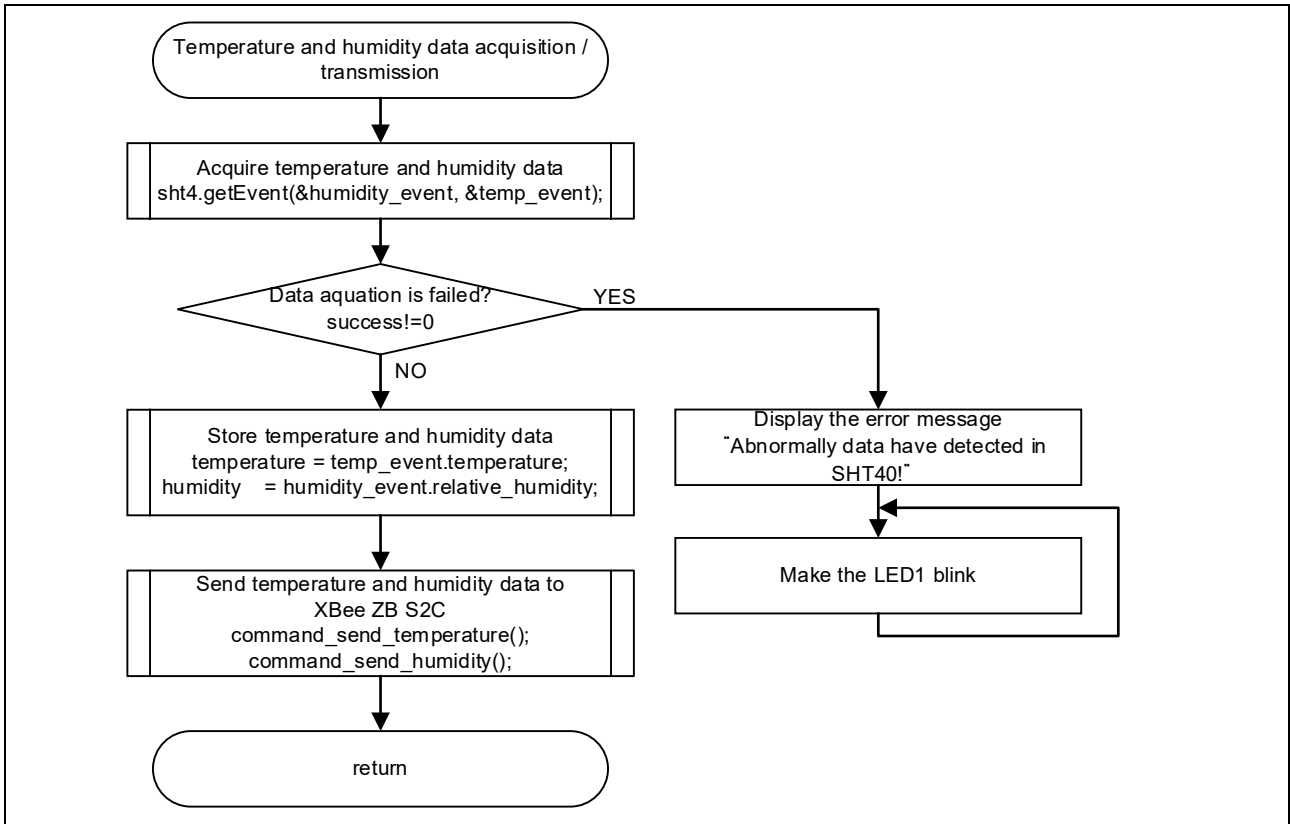 Temperature and humidity data acquisition /
transmission
Acquire temperature and humidity data
sht4.getEvent(&humidity_event, &temp_event);
Data aquation is failed?
success!=0
YES
NO
Store temperature and humidity data
temperature = temp_event.temperature;
humidity    = humidity_event.relative_humidity;
Display the error message
¨Abnormally data have detected in
SHT40!¨
Make the LED1 blink
Send temperature and humidity data to
XBee ZB S2C
command_send_temperature();
command_send_humidity();
return